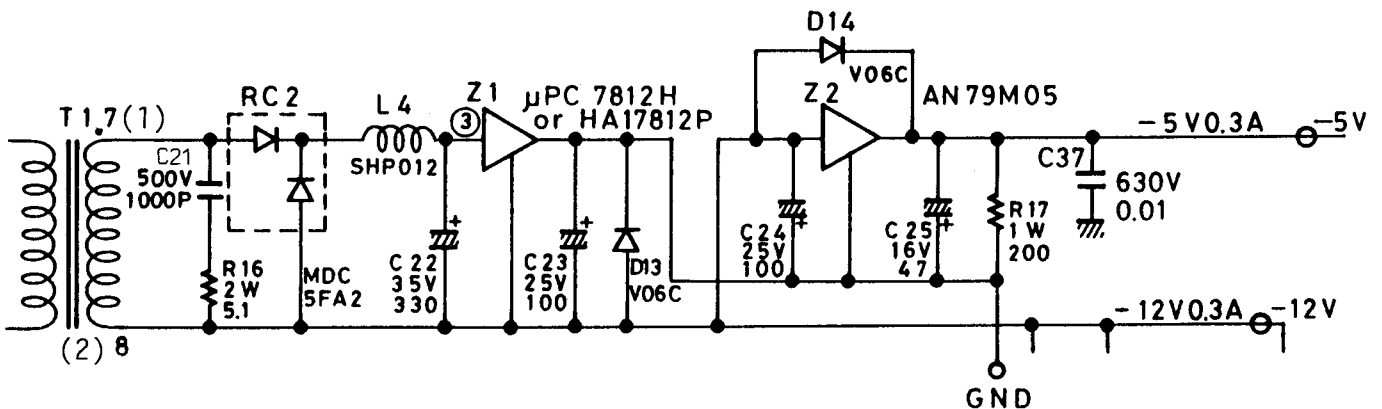 T1.7(1)
RC2
C21
500V
1000P
R16
2W
5.1
MDC
5FA2
(2) 8
L4
SHP012
Z1
③
µPC 7812H
or HA17812P
C22
35V
330
C23
25V
100
D13
V06C
D14
V06C
Z2
AN79M05
C24
25V
100
C25
16V
47
R17
1W
200
C37
630V
0.01
-5V0.3A
-5V
-12V0.3A
-12V
GND
+
+
+
+